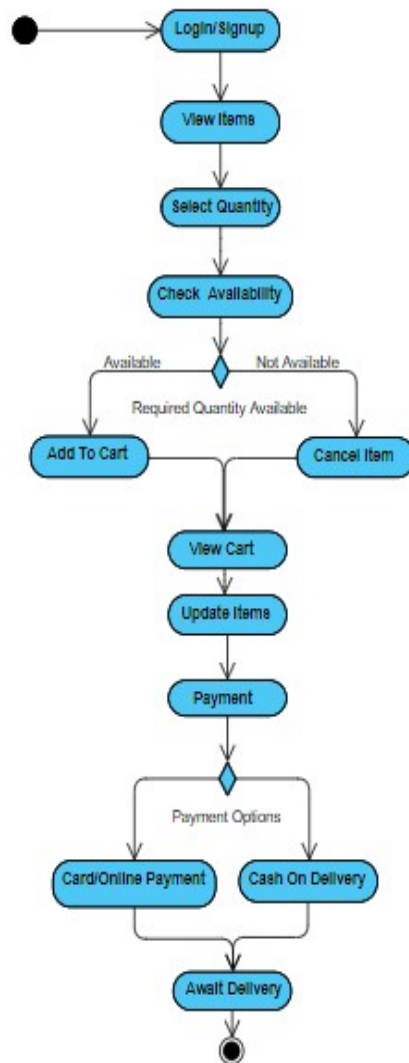 Login/Signup
View Items
Select Quantity
Check Availability
Available
Not Available
Required Quantity Available
Add To Cart
Cancel Item
View Cart
Update Items
Payment
Payment Options
Card/Online Payment
Cash On Delivery
Await Delivery